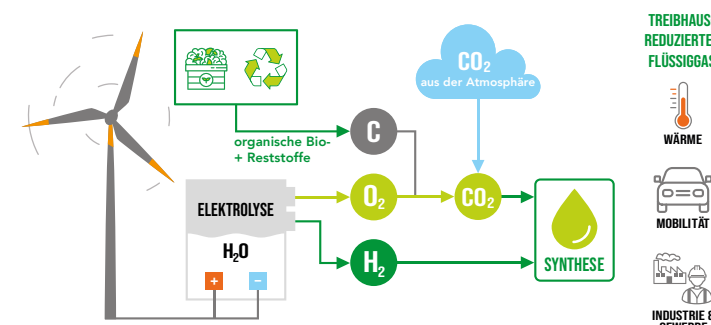 CO₂
aus der Atmosphäre
organische Bio-
+ Reststoffe
C
ELEKTROLYSE
H₂O
+
−
O₂
CO₂
H₂
SYNTHESE
TREIBHAUS
REDUZIERTE
FLÜSSIGGAS
WÄRME
MOBILITÄT
INDUSTRIE &
GEWERBE